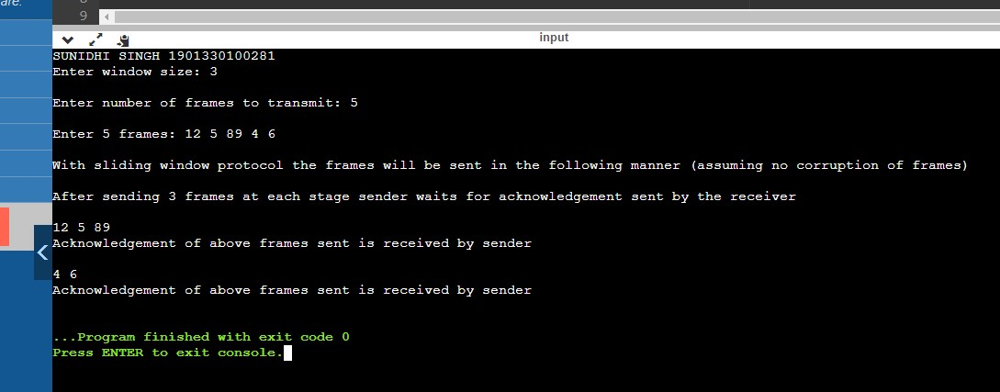 are.
9
input
SUNIDHI SINGH 1901330100281
Enter window size: 3
Enter number of frames to transmit: 5
Enter 5 frames: 12 5 89 4 6
With sliding window protocol the frames will be sent in the following manner (assuming no corruption of frames)
After sending 3 frames at each stage sender waits for acknowledgement sent by the receiver
12 5 89
Acknowledgement of above frames sent is received by sender
4 6
Acknowledgement of above frames sent is received by sender
...Program finished with exit code 0
Press ENTER to exit console.